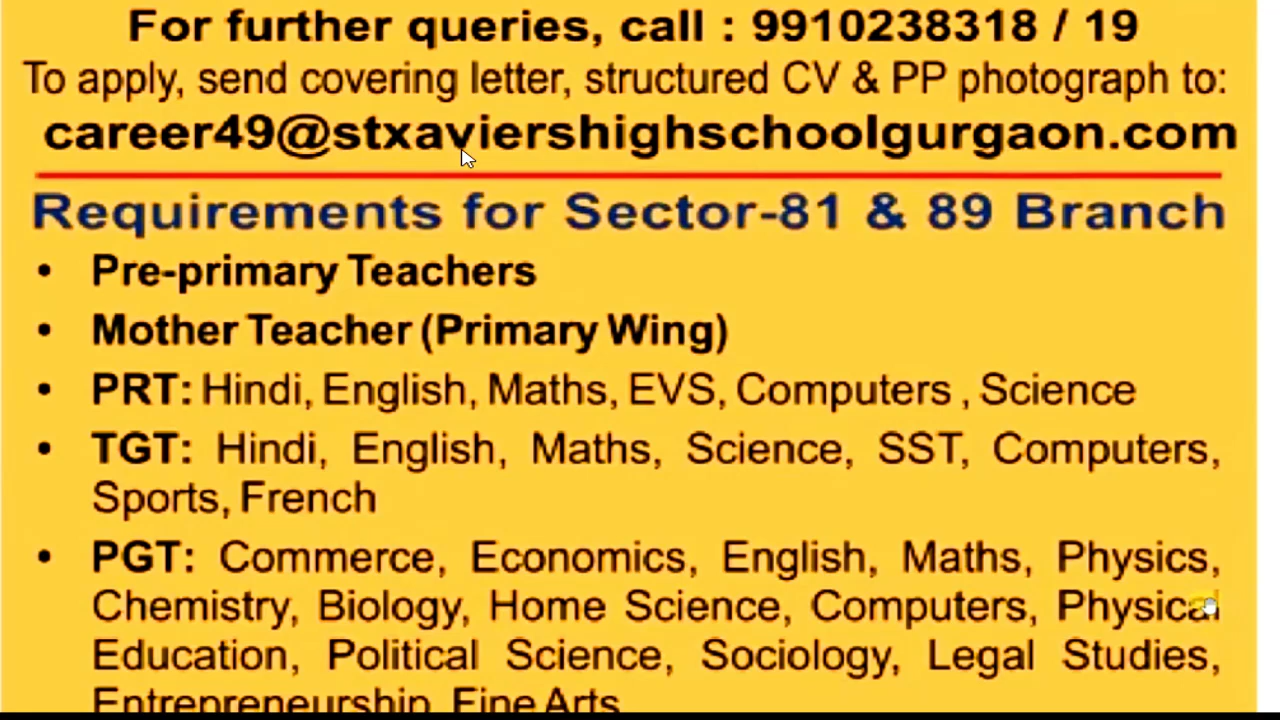 For further queries, call : 9910238318 / 19
To apply, send covering letter, structured CV & PP photograph to:
career49@stxaviershighschoolgurgaon.com
Requirements for Sector-81 & 89 Branch
• Pre-primary Teachers
• Mother Teacher (Primary Wing)
• PRT: Hindi, English, Maths, EVS, Computers , Science
• TGT: Hindi, English, Maths, Science, SST, Computers,
Sports, French
• PGT: Commerce, Economics, English, Maths, Physics,
Chemistry, Biology, Home Science, Computers, Physical
Education, Political Science, Sociology, Legal Studies,
Entrepreneurship, Fine Arts